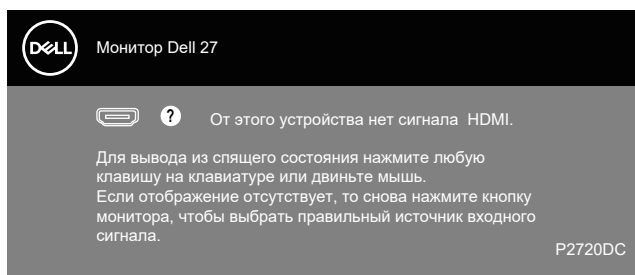 DELL
Монитор Dell 27
? От этого устройства нет сигнала HDMI.
Для вывода из спящего состояния нажмите любую
клавишу на клавиатуре или двиньте мышь.
Если отображение отсутствует, то снова нажмите кнопку
монитора, чтобы выбрать правильный источник входного
сигнала.
P2720DC